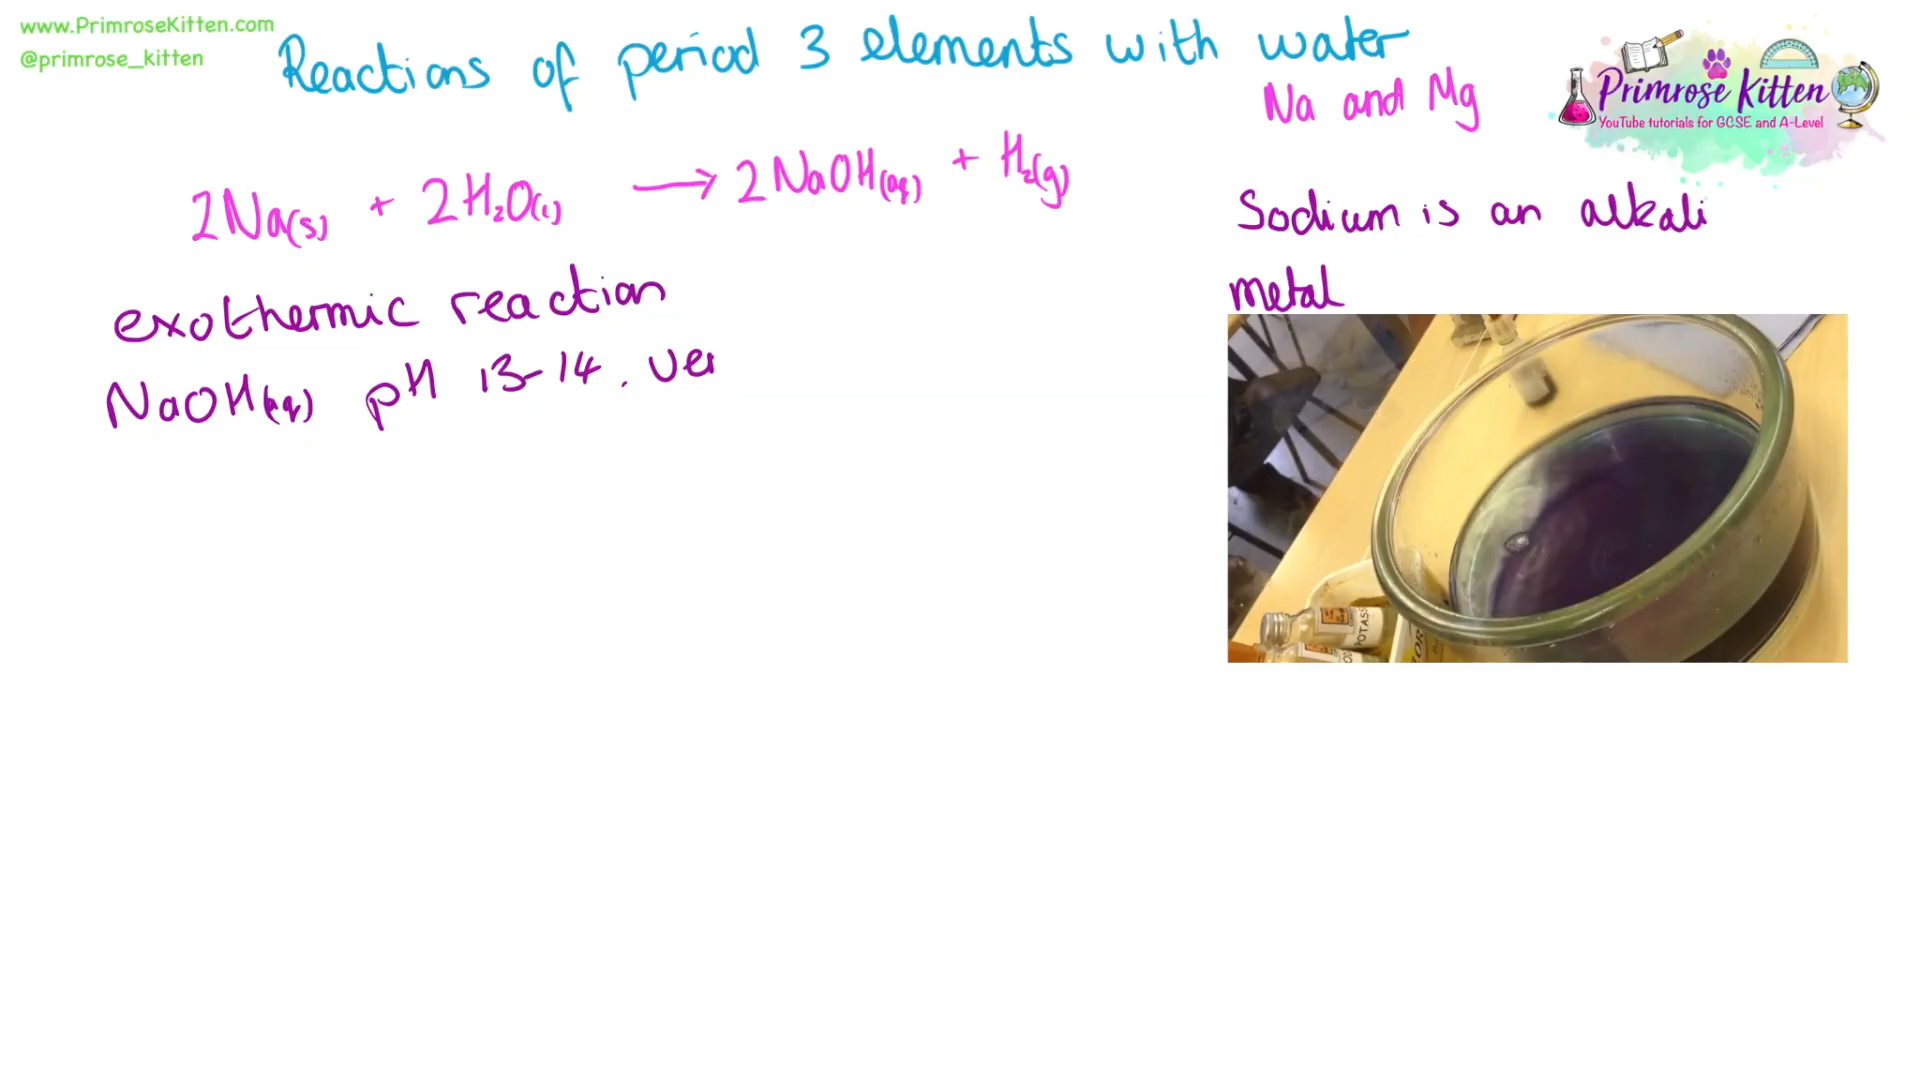 www.PrimroseKitten.com
@primrose_kitten
Reactions of period 3 elements with water
Na and Mg
Primrose Kitten
YouTube tutorials for GCSE and A-Level
2Na(s) + 2H₂O(l) → 2NaOH(aq) + H₂(g)
Sodium is an alkali
metal
exothermic reaction
NaOH(aq) pH 13-14. ver
POTASS